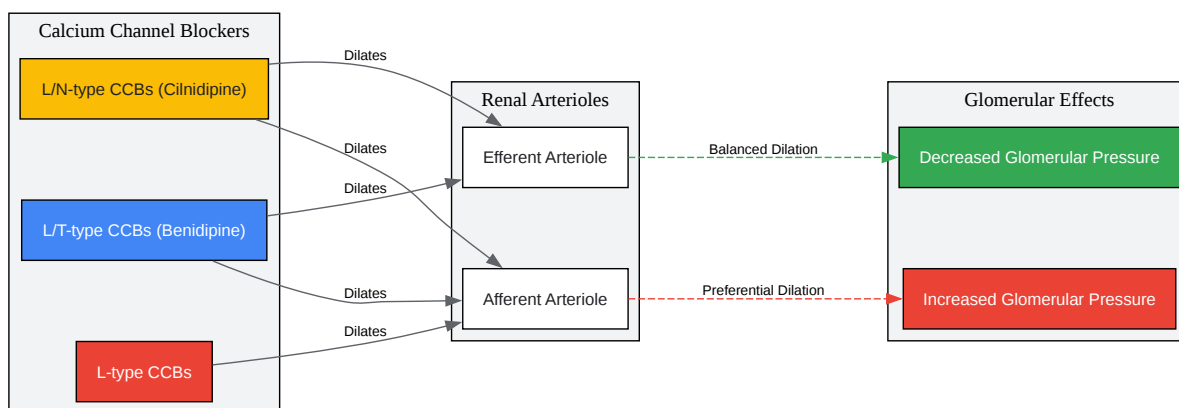 Calcium Channel Blockers
L/N-type CCBs (Cilnidipine)
L/T-type CCBs (Benidipine)
L-type CCBs
Dilates
Dilates
Dilates
Dilates
Dilates
Renal Arterioles
Efferent Arteriole
Afferent Arteriole
Balanced Dilation
Preferential Dilation
Glomerular Effects
Decreased Glomerular Pressure
Increased Glomerular Pressure